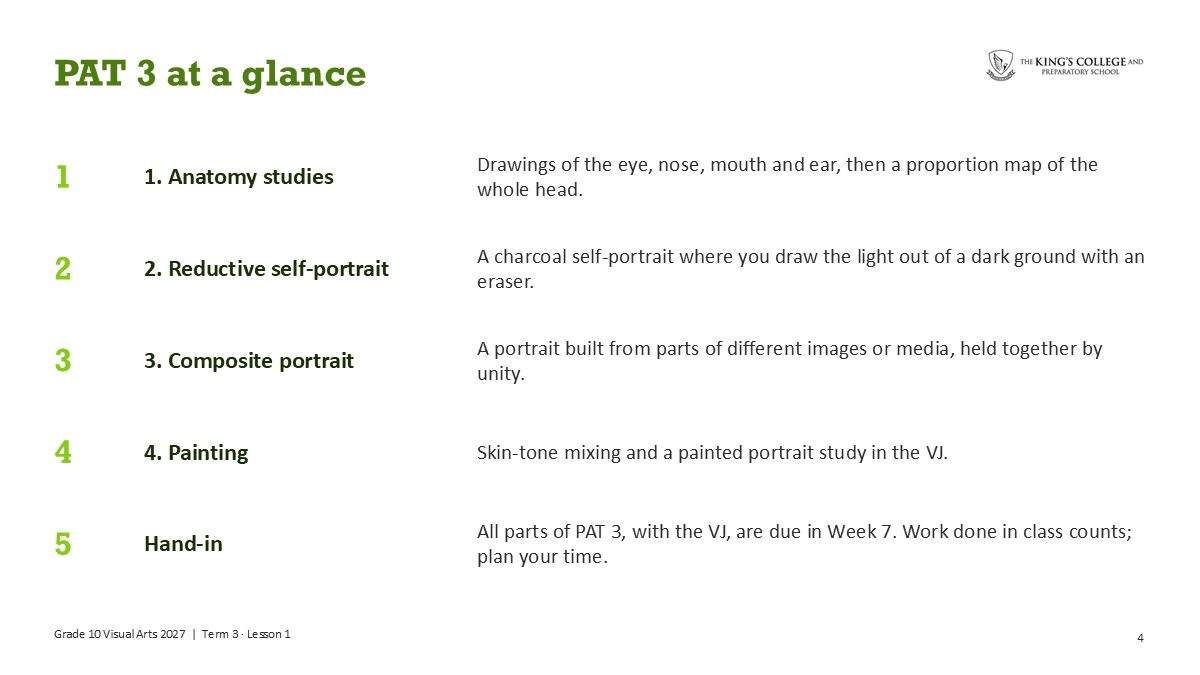 PAT 3 at a glance
THE KING'S COLLEGE AND
PREPARATORY SCHOOL
1
1. Anatomy studies
Drawings of the eye, nose, mouth and ear, then a proportion map of the
whole head.
2
2. Reductive self-portrait
A charcoal self-portrait where you draw the light out of a dark ground with an
eraser.
3
3. Composite portrait
A portrait built from parts of different images or media, held together by
unity.
4
4. Painting
Skin-tone mixing and a painted portrait study in the VJ.
5
Hand-in
All parts of PAT 3, with the VJ, are due in Week 7. Work done in class counts;
plan your time.
Grade 10 Visual Arts 2027 | Term 3 · Lesson 1
4